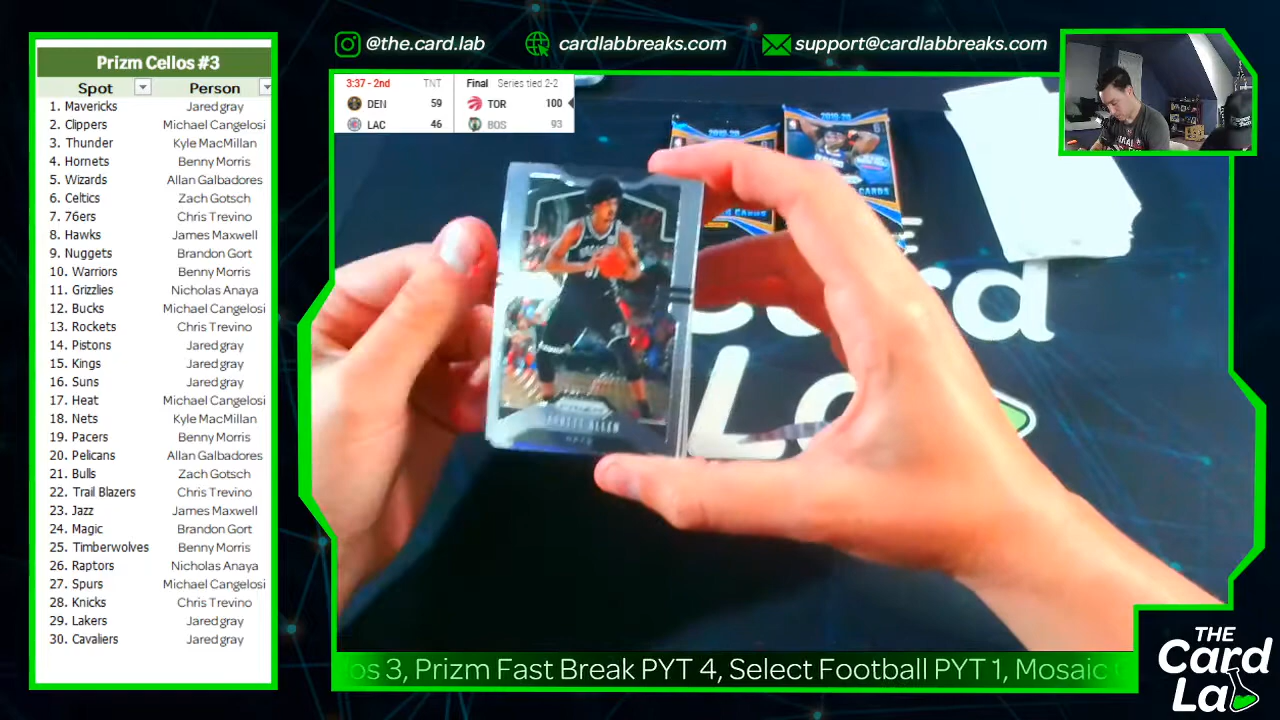 @the.card.lab
cardlabbreaks.com
support@cardlabbreaks.com
Prizm Cellos #3
Spot Person
1. Mavericks Jared gray
2. Clippers Michael Cangelosi
3. Thunder Kyle MacMillan
4. Hornets Benny Morris
5. Wizards Allan Galbadores
6. Celtics Zach Gotsch
7. 76ers Chris Trevino
8. Hawks James Maxwell
9. Nuggets Brandon Gort
10. Warriors Benny Morris
11. Grizzlies Nicholas Anaya
12. Bucks Michael Cangelosi
13. Rockets Chris Trevino
14. Pistons Jared gray
15. Kings Jared gray
16. Suns Jared gray
17. Heat Michael Cangelosi
18. Nets Kyle MacMillan
19. Pacers Benny Morris
20. Pelicans Allan Galbadores
21. Bulls Zach Gotsch
22. Trail Blazers Chris Trevino
23. Jazz James Maxwell
24. Magic Brandon Gort
25. Timberwolves Benny Morris
26. Raptors Nicholas Anaya
27. Spurs Michael Cangelosi
28. Knicks Chris Trevino
29. Lakers Jared gray
30. Cavaliers Jared gray
3:37 - 2nd TNT
DEN 59
LAC 46
Final Series tied 2-2
TOR 100
BOS 93
2019-20
2019-20
CARDS
CARDS
ALLEN
os 3, Prizm Fast Break PYT 4, Select Football PYT 1, Mosaic
THE
Card
La